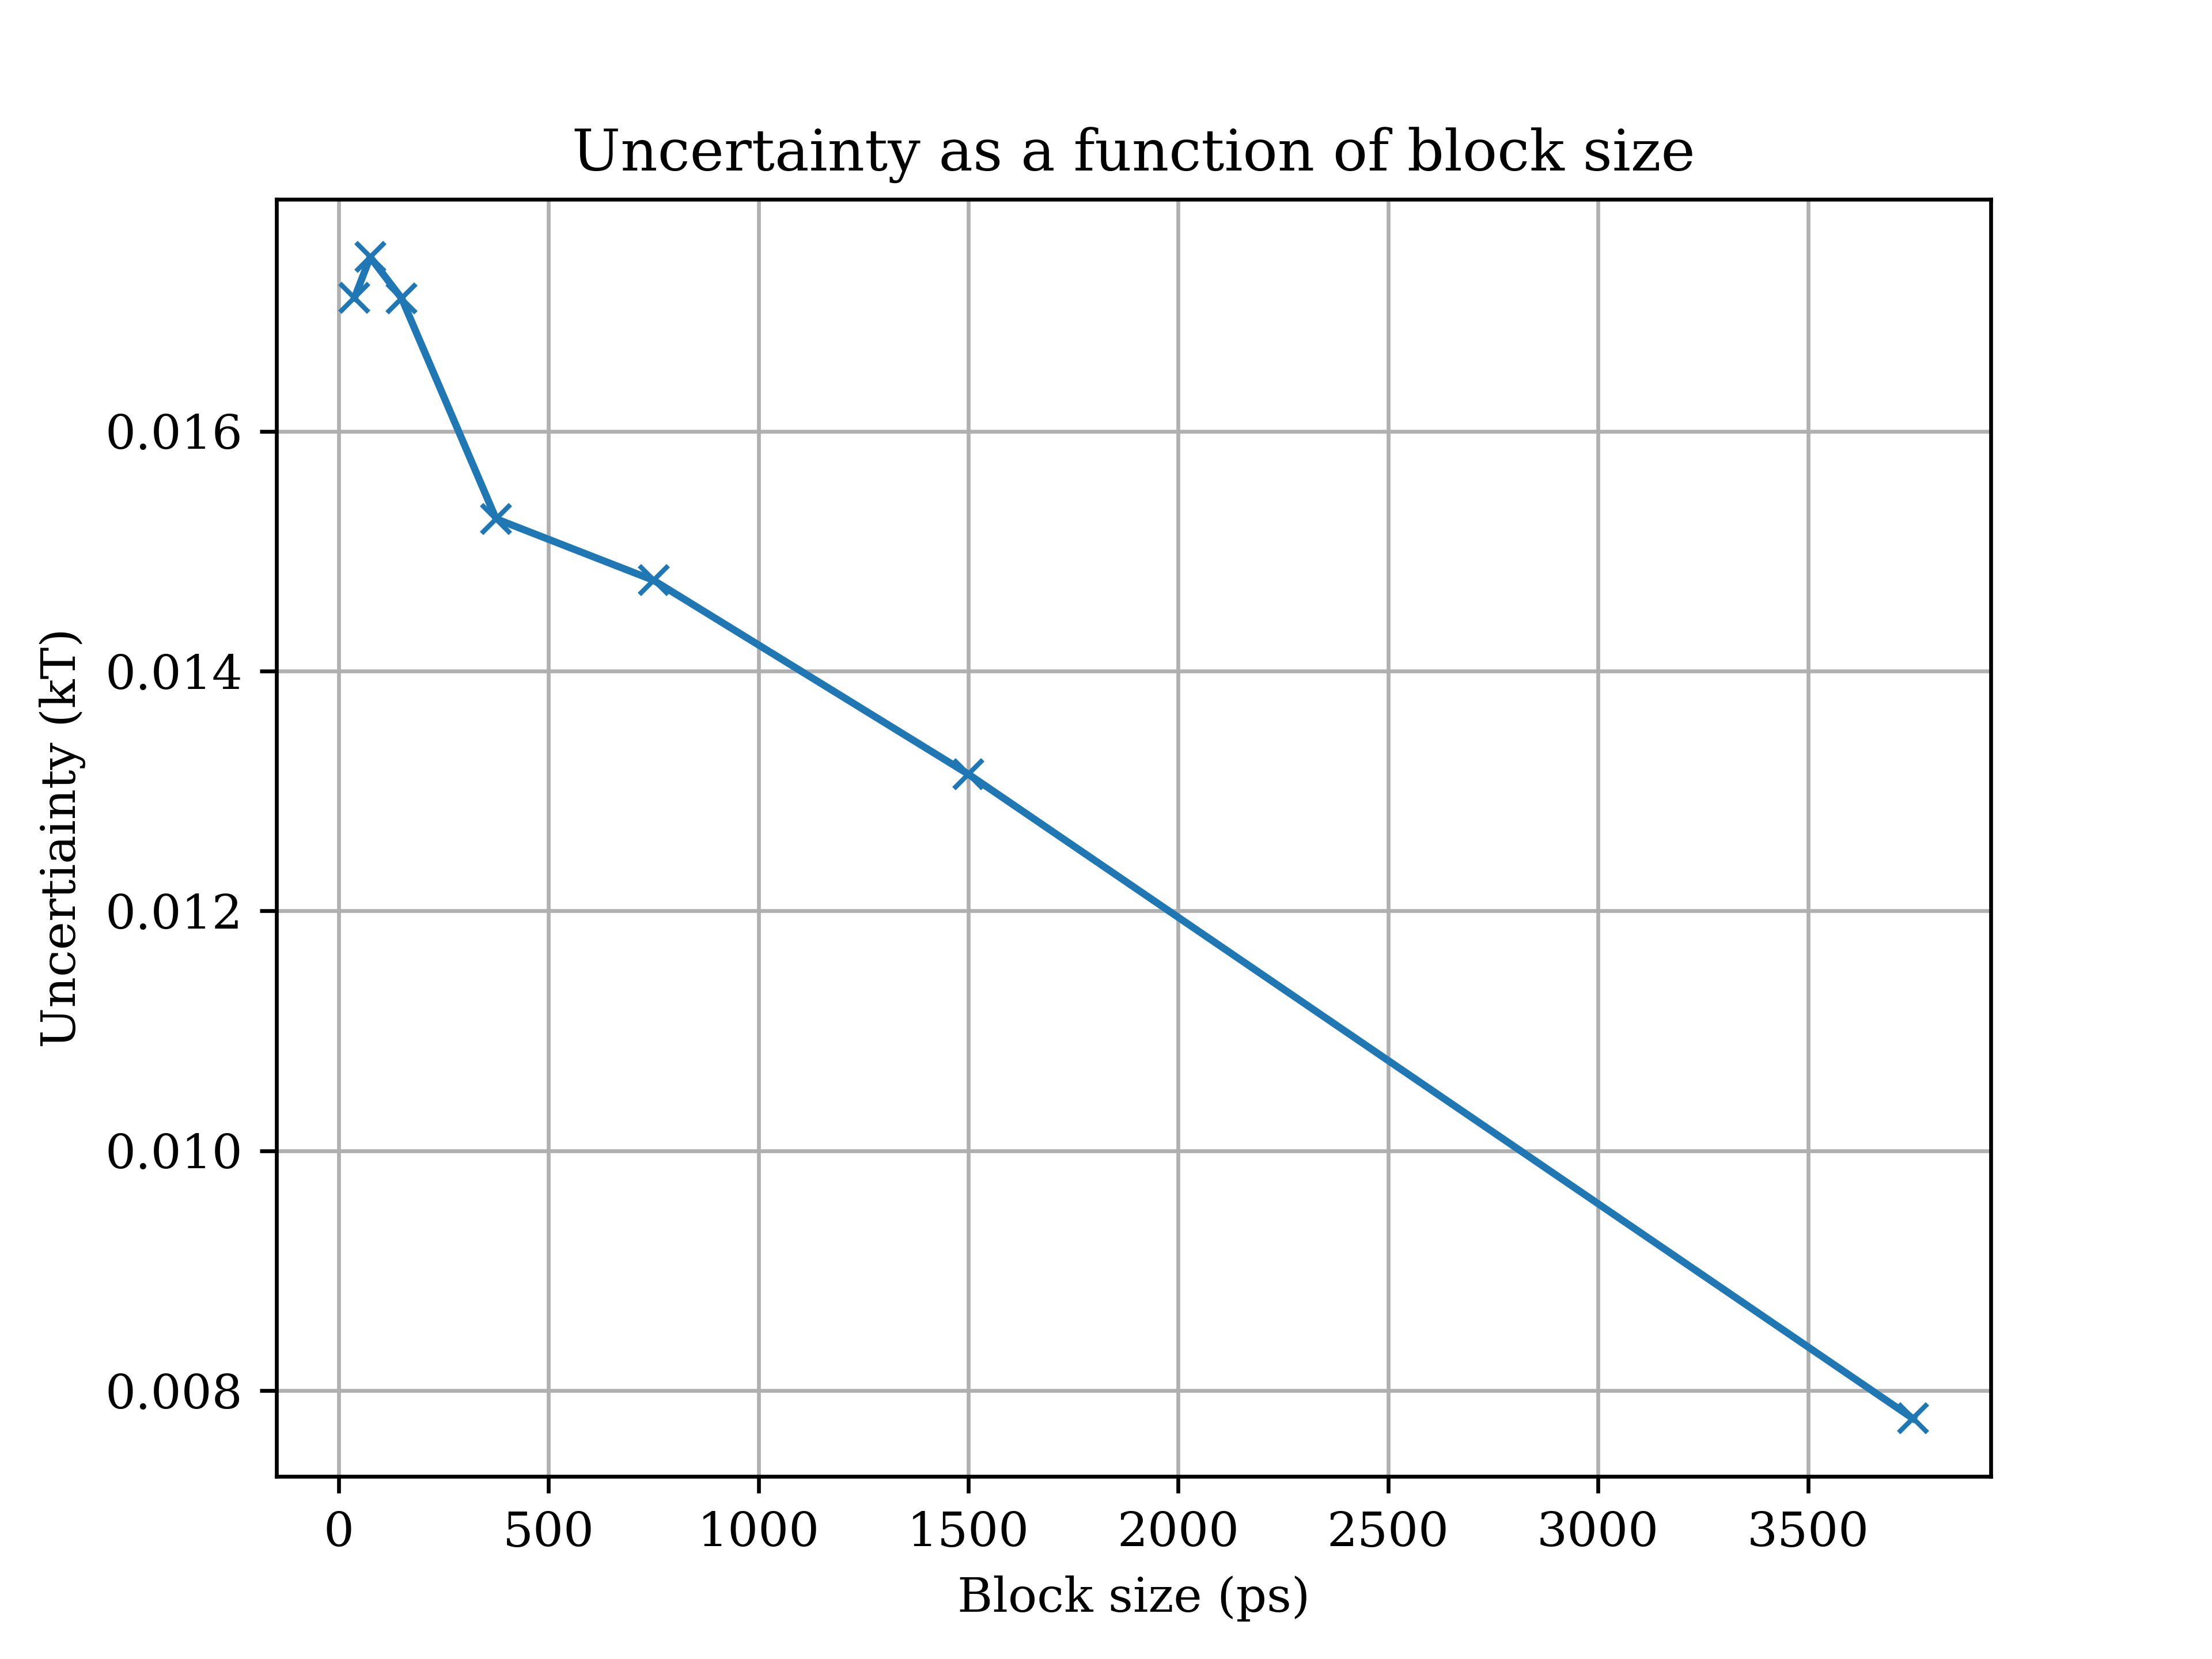 Uncertainty as a function of block size
Uncertiainty (kT)
0.016
0.014
0.012
0.010
0.008
0 500 1000 1500 2000 2500 3000 3500
Block size (ps)